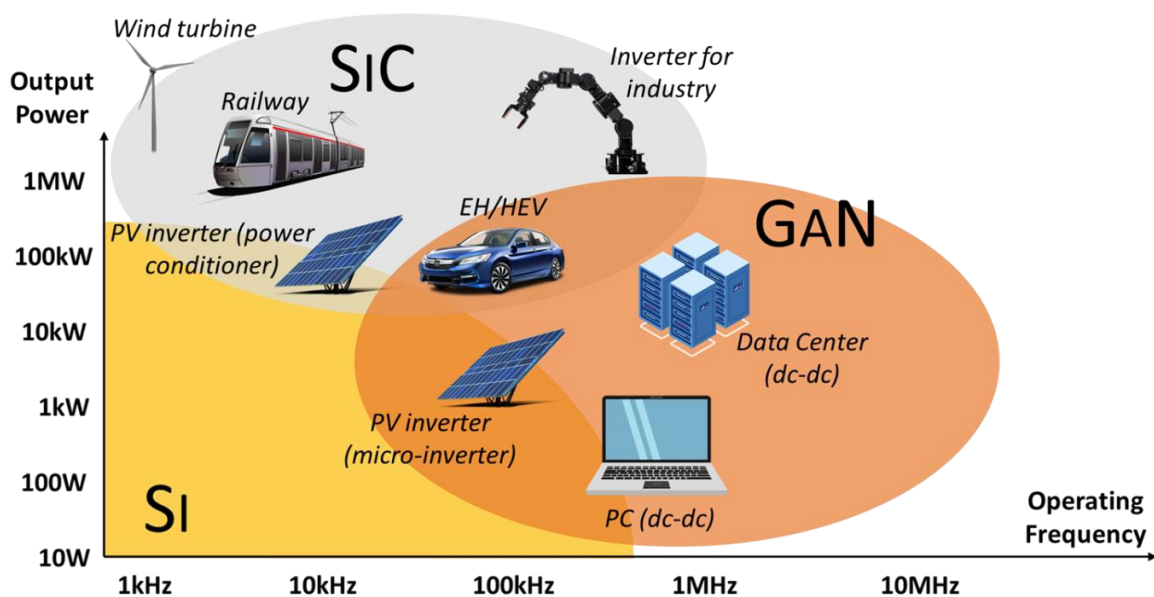 Wind turbine
SiC
Inverter for
industry
Output
Power
Railway
1MW
EH/HEV
GaN
PV inverter (power
conditioner)
100kW
10kW
Data Center
(dc-dc)
1kW
PV inverter
(micro-inverter)
100W
Si
PC (dc-dc)
Operating
Frequency
10W
1kHz
10kHz
100kHz
1MHz
10MHz